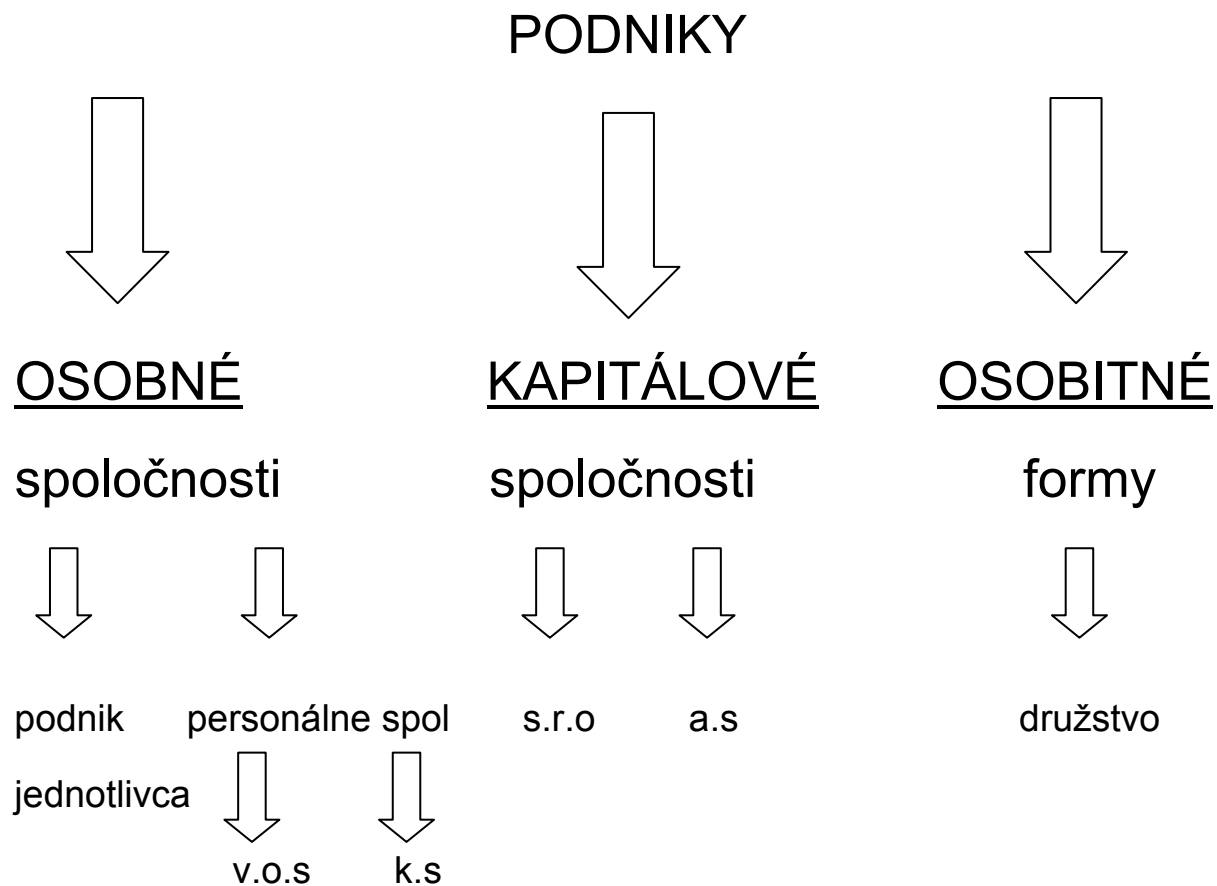 PODNIKY
OSOBNÉ KAPITÁLOVÉ OSOBITNÉ
spoločnosti spoločnosti formy
podnik personálne spol s.r.o a.s družstvo
jednotlivca
v.o.s k.s